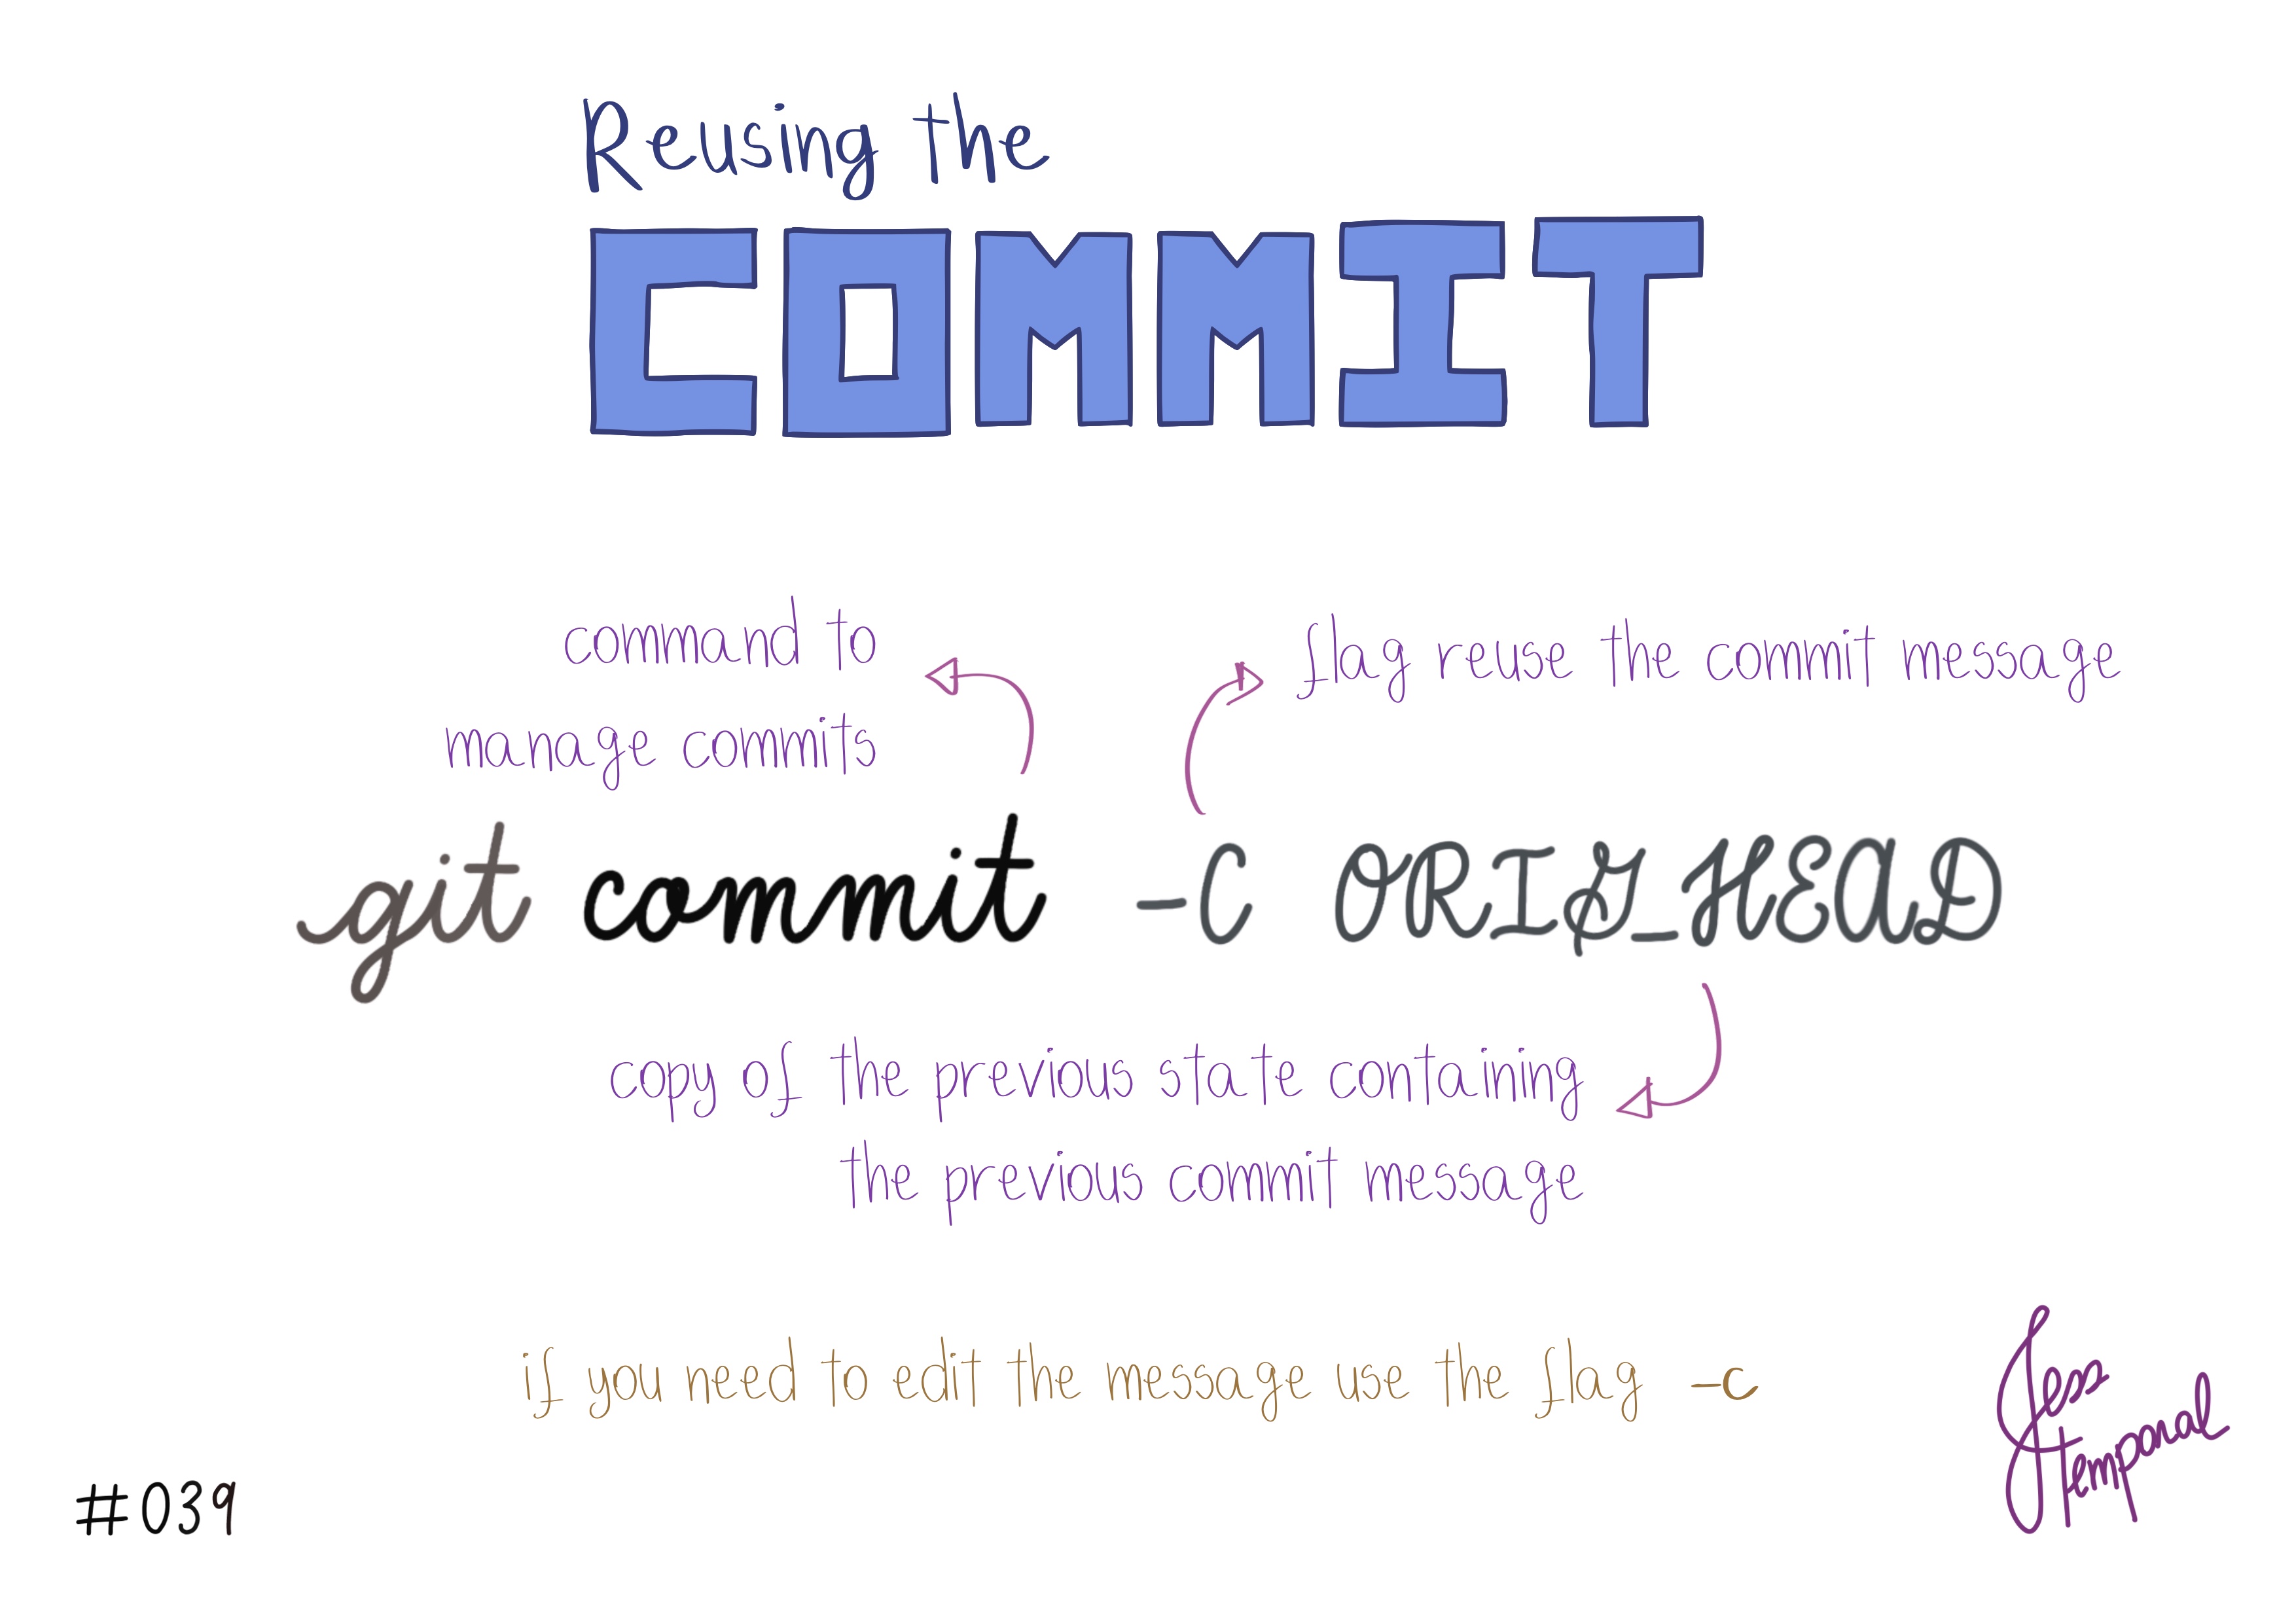 Reusing the
COMMIT
command to
manage commits
flag reuse the commit message
git commit -C ORIG_HEAD
copy of the previous state containing
the previous commit message
if you need to edit the message use the flag -c
#039
Jess
temporal